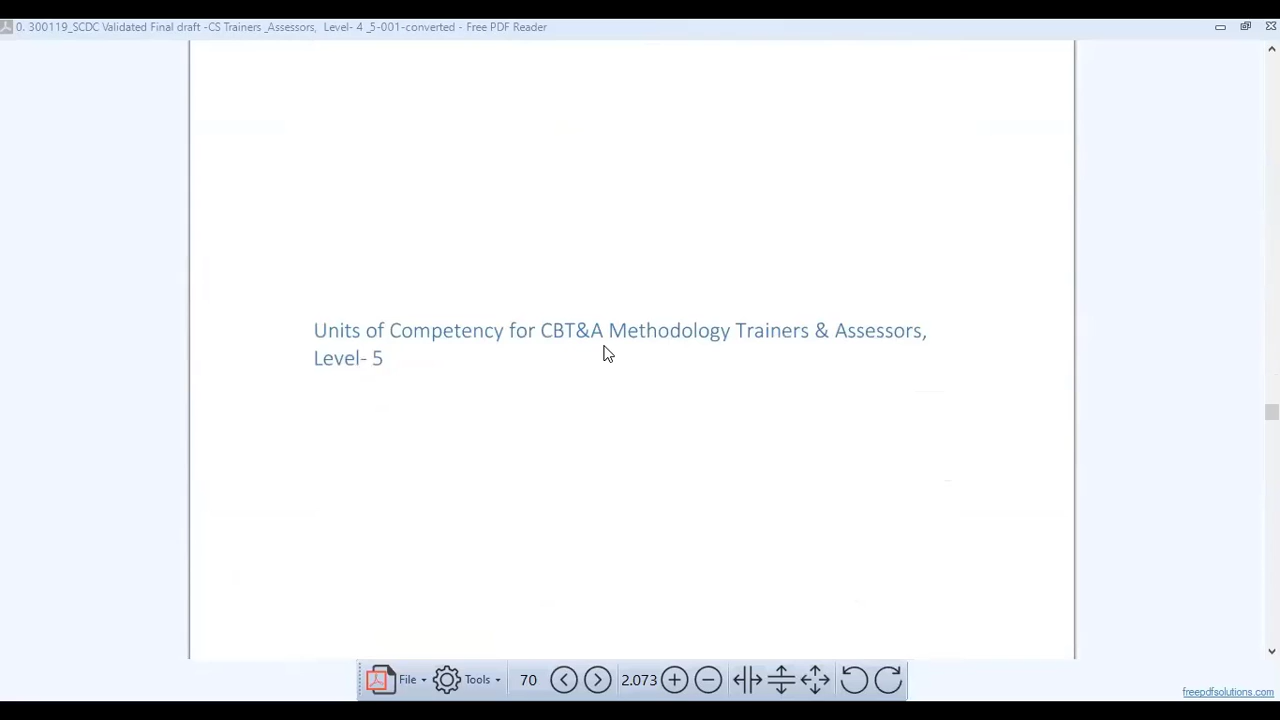 0. 300119_SCDC Validated Final draft -CS Trainers _Assessors, Level- 4 _5-001-converted - Free PDF Reader
Units of Competency for CBT&A Methodology Trainers & Assessors,
Level- 5
File Tools 70 2.073
freepdfsolutions.com